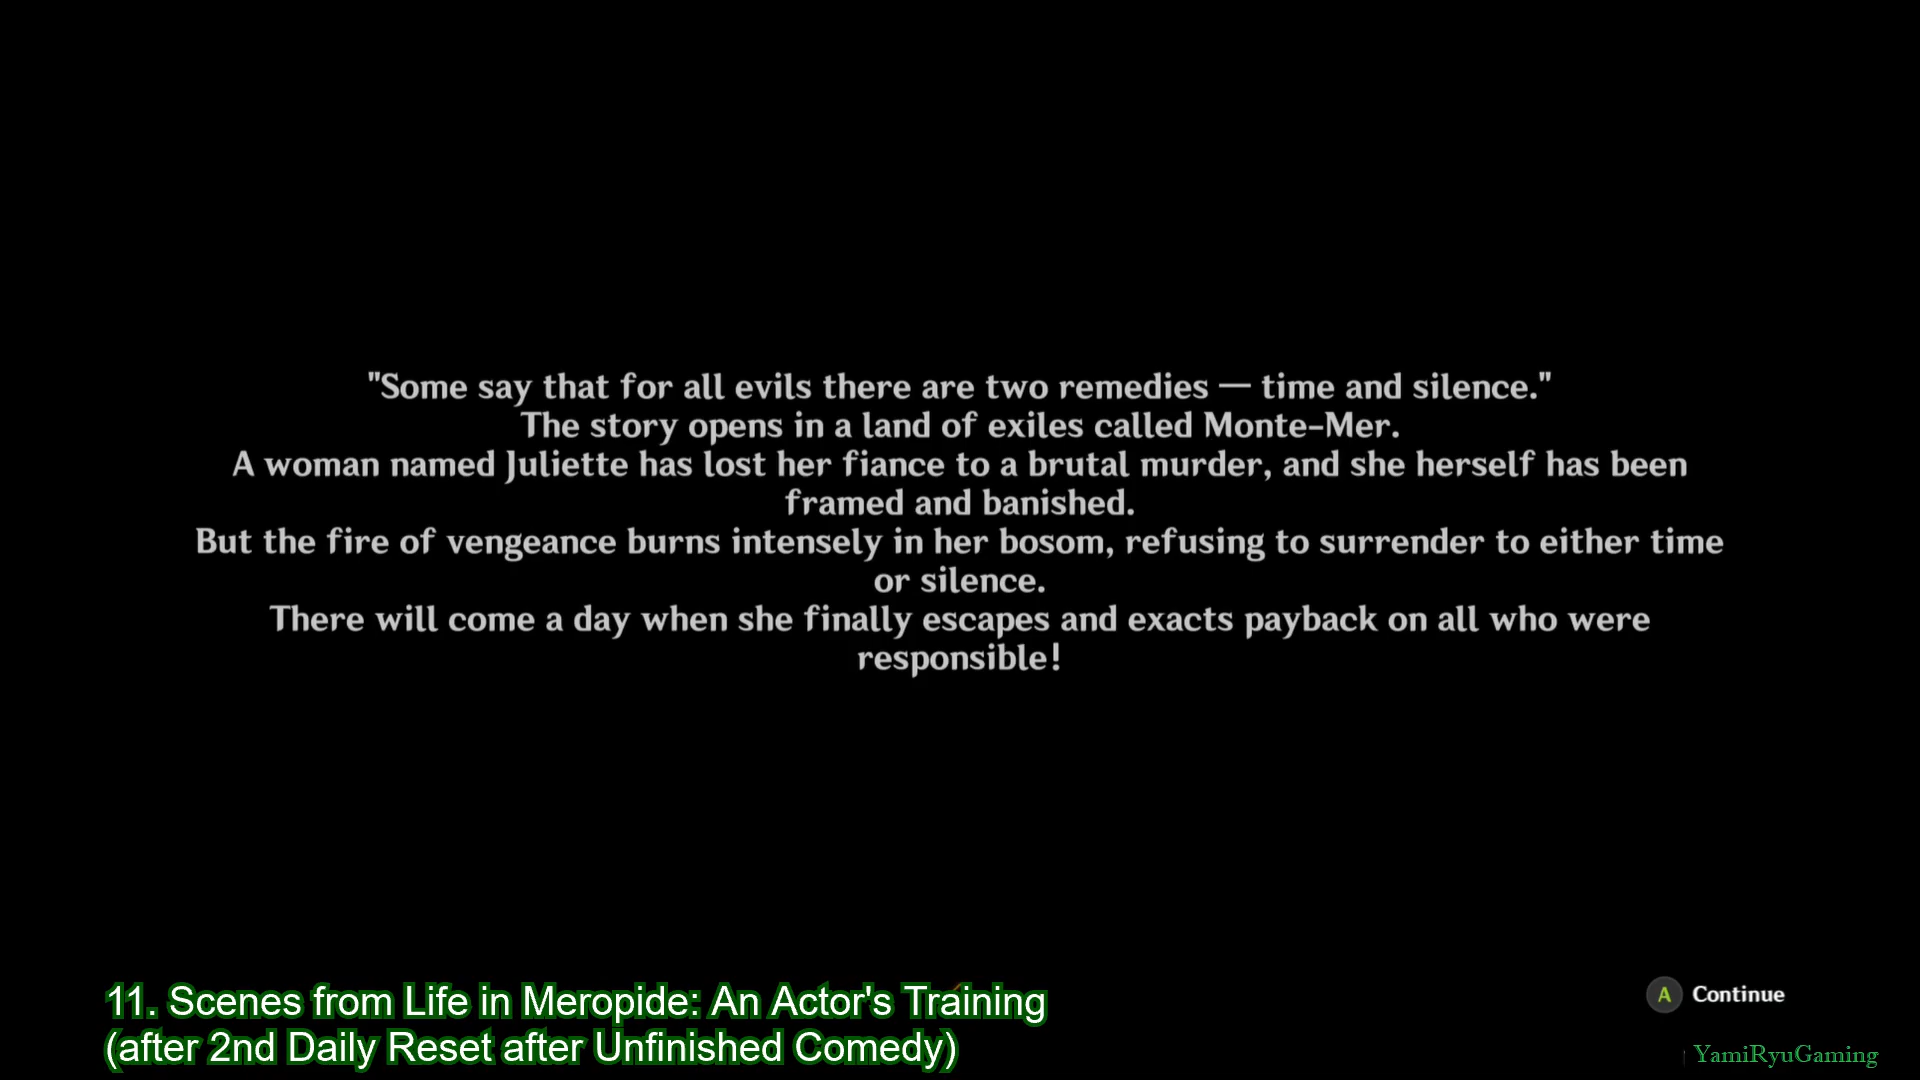 "Some say that for all evils there are two remedies — time and silence."
The story opens in a land of exiles called Monte-Mer.
A woman named Juliette has lost her fiance to a brutal murder, and she herself has been
framed and banished.
But the fire of vengeance burns intensely in her bosom, refusing to surrender to either time
or silence.
There will come a day when she finally escapes and exacts payback on all who were
responsible!
11. Scenes from Life in Meropide: An Actor's Training
(after 2nd Daily Reset after Unfinished Comedy)
A Continue
YamiRyuGaming